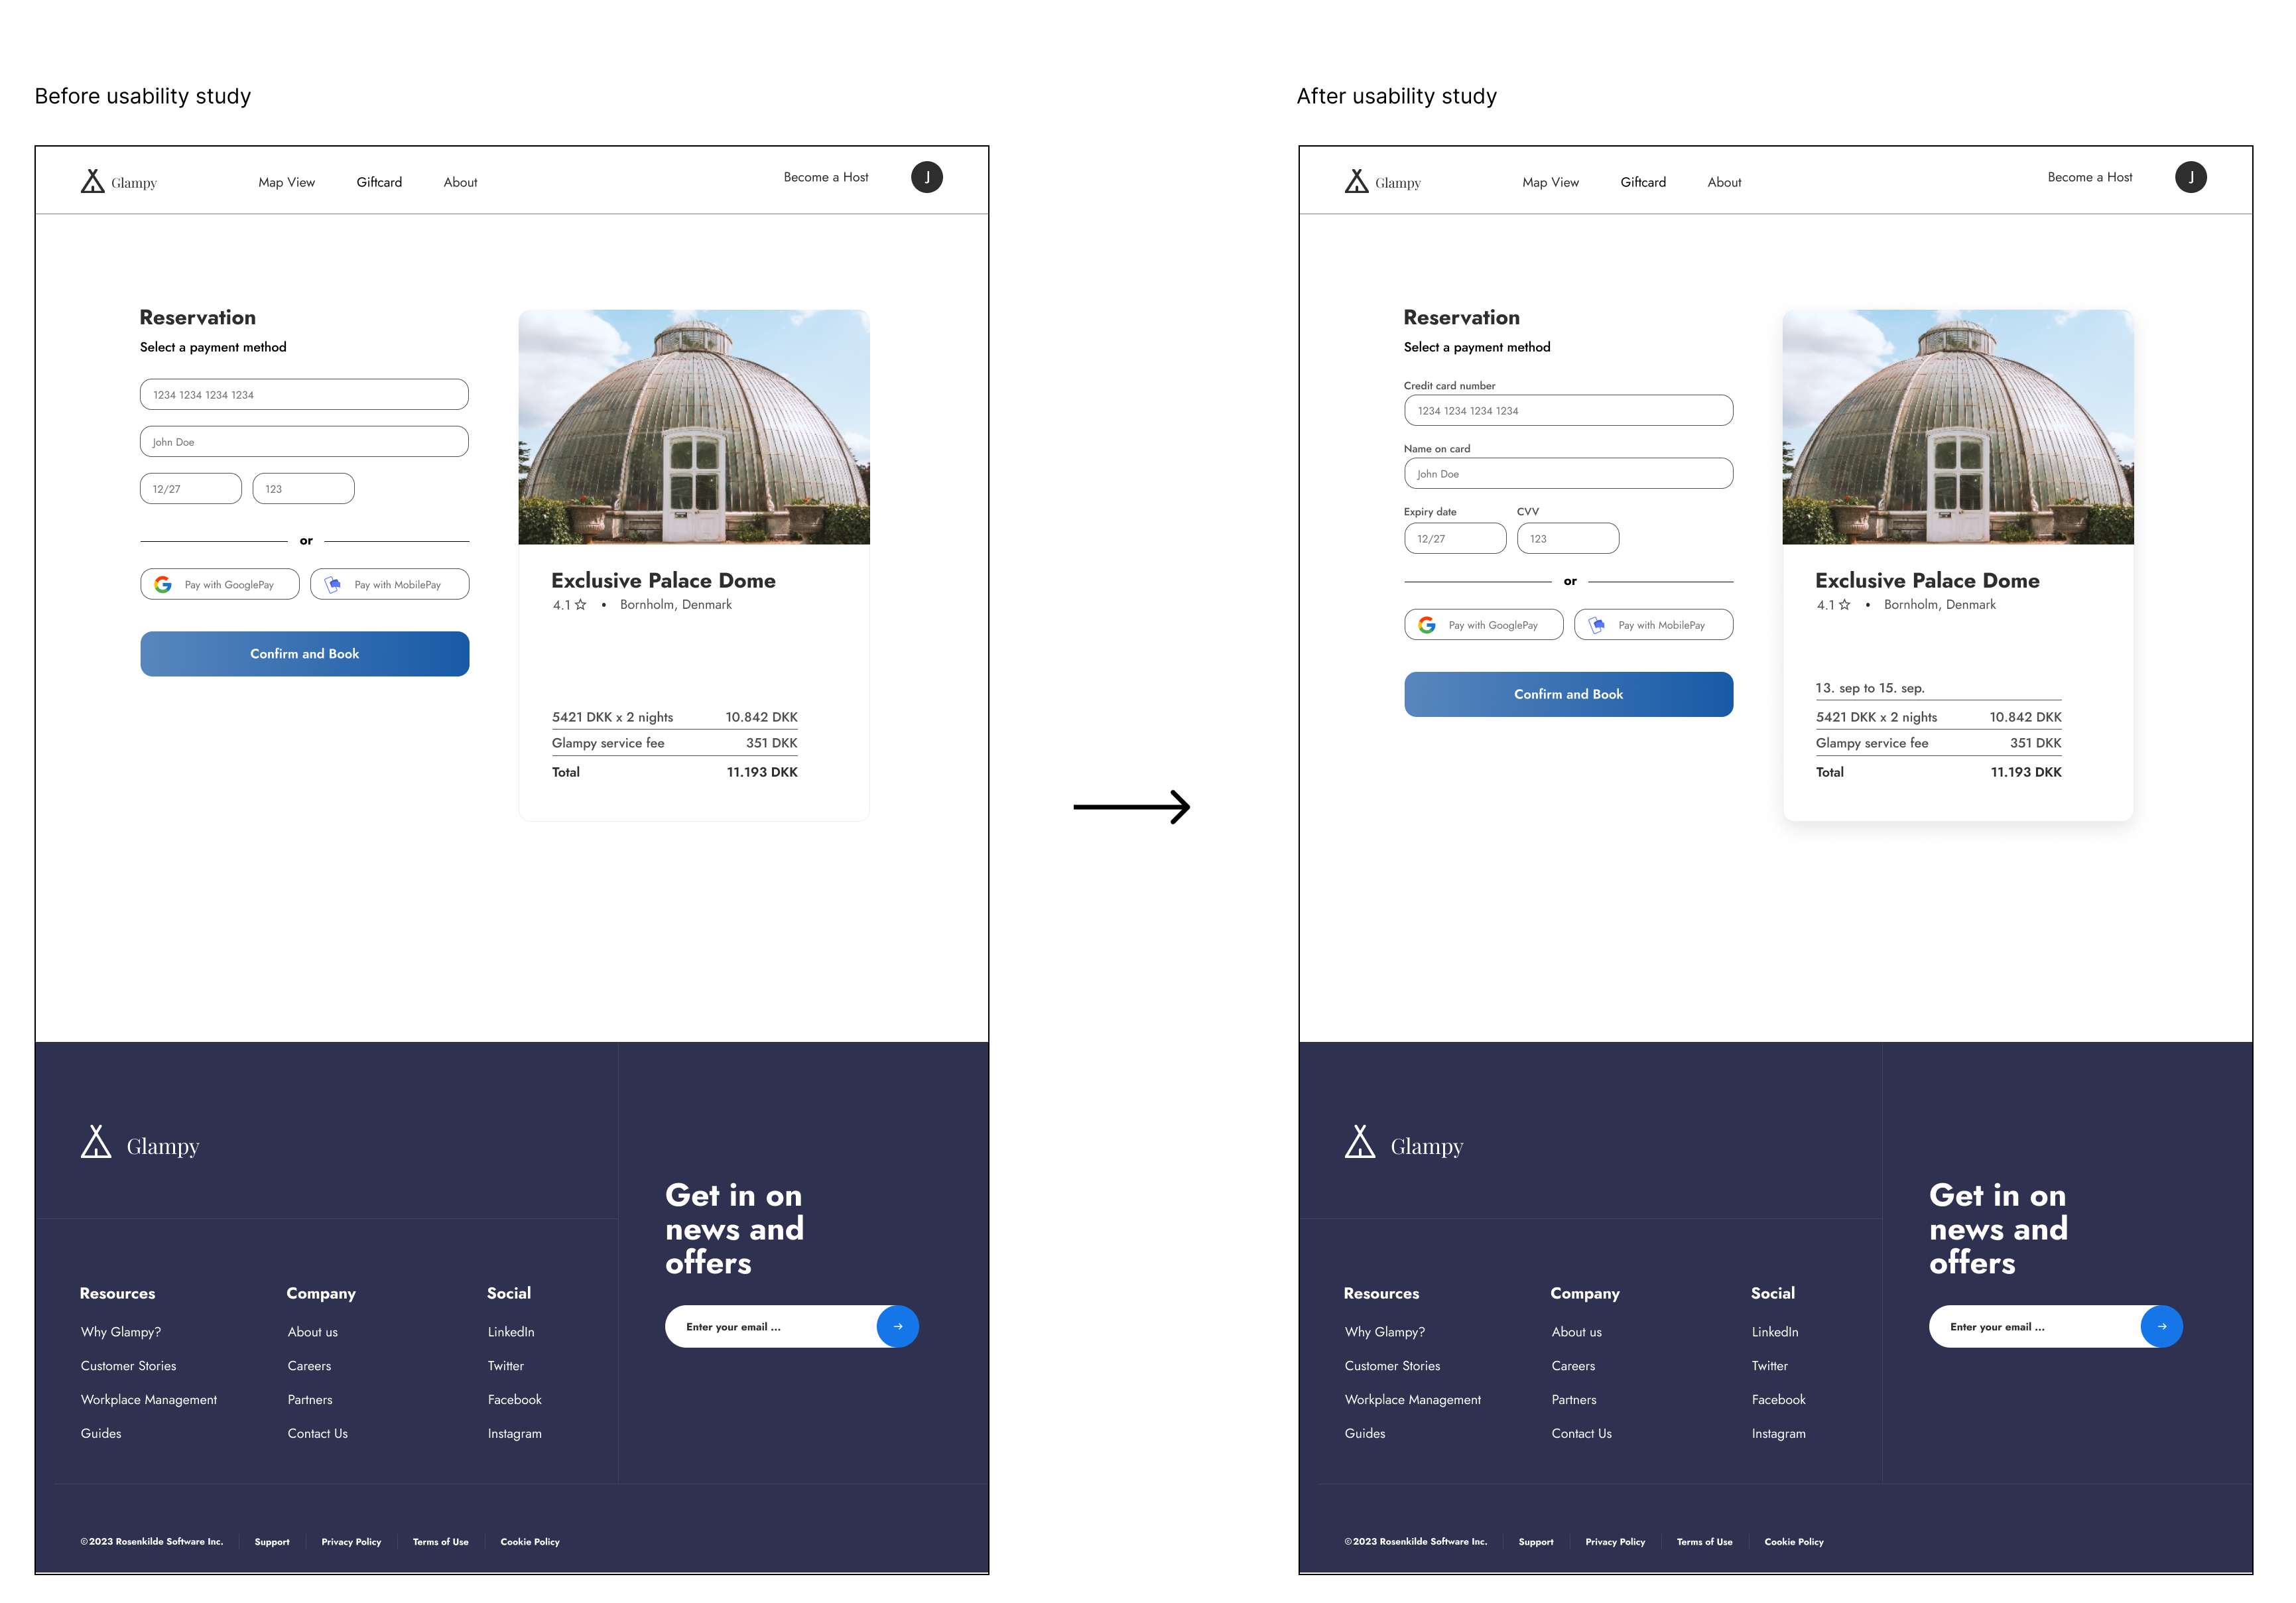 Before usability study
Glampy
Map View
Giftcard
About
Become a Host
J
Reservation
Select a payment method
1234 1234 1234 1234
John Doe
12/27
123
or
Pay with GooglePay
Pay with MobilePay
Confirm and Book
Exclusive Palace Dome
4.1 • Bornholm, Denmark
5421 DKK x 2 nights 10.842 DKK
Glampy service fee 351 DKK
Total 11.193 DKK
Glampy
Resources
Why Glampy?
Customer Stories
Workplace Management
Guides
Company
About us
Careers
Partners
Contact Us
Social
LinkedIn
Twitter
Facebook
Instagram
Get in on
news and
offers
Enter your email ...
©2023 Rosenkilde Software Inc.
Support
Privacy Policy
Terms of Use
Cookie Policy
After usability study
Glampy
Map View
Giftcard
About
Become a Host
J
Reservation
Select a payment method
Credit card number
1234 1234 1234 1234
Name on card
John Doe
Expiry date
12/27
CVV
123
or
Pay with GooglePay
Pay with MobilePay
Confirm and Book
Exclusive Palace Dome
4.1 • Bornholm, Denmark
13. sep to 15. sep.
5421 DKK x 2 nights 10.842 DKK
Glampy service fee 351 DKK
Total 11.193 DKK
Glampy
Resources
Why Glampy?
Customer Stories
Workplace Management
Guides
Company
About us
Careers
Partners
Contact Us
Social
LinkedIn
Twitter
Facebook
Instagram
Get in on
news and
offers
Enter your email ...
©2023 Rosenkilde Software Inc.
Support
Privacy Policy
Terms of Use
Cookie Policy